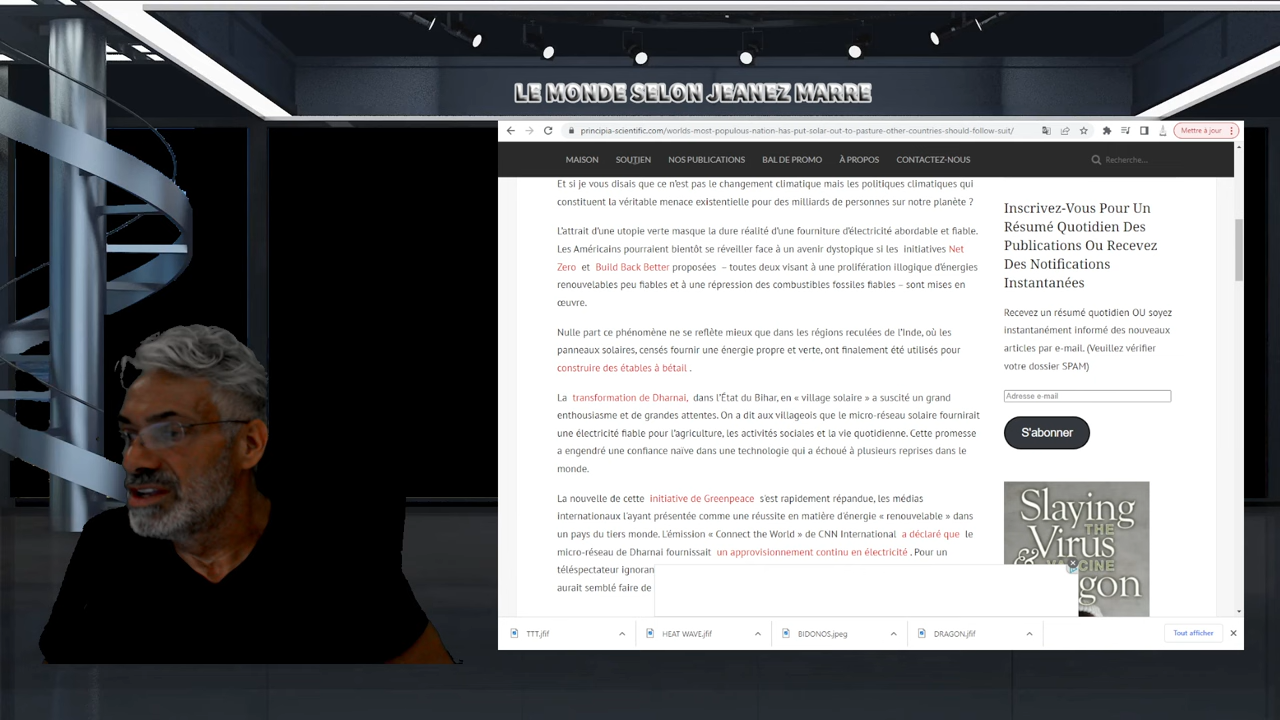 LE MONDE SELON JEANEZ MARRE
principia-scientific.com/worlds-most-populous-nation-has-put-solar-out-to-pasture-other-countries-should-follow-suit/
Mettre à jour
MAISON SOUTIEN NOS PUBLICATIONS BAL DE PROMO À PROPOS CONTACTEZ-NOUS Recherche...
Et si je vous disais que ce n'est pas le changement climatique mais les politiques climatiques qui
constituent la véritable menace existentielle pour des milliards de personnes sur notre planète ?
L'attrait d'une utopie verte masque la dure réalité d'une fourniture d'électricité abordable et fiable.
Les Américains pourraient bientôt se réveiller face à un avenir dystopique si les initiatives Net
Zero et Build Back Better proposées – toutes deux visant à une prolifération illogique d'énergies
renouvelables peu fiables et à une répression des combustibles fossiles fiables – sont mises en
œuvre.
Nulle part ce phénomène ne se reflète mieux que dans les régions reculées de l'Inde, où les
panneaux solaires, censés fournir une énergie propre et verte, ont finalement été utilisés pour
construire des étables à bétail .
La transformation de Dharnai, dans l'État du Bihar, en « village solaire » a suscité un grand
enthousiasme et de grandes attentes. On a dit aux villageois que le micro-réseau solaire fournirait
une électricité fiable pour l'agriculture, les activités sociales et la vie quotidienne. Cette promesse
a engendré une confiance naïve dans une technologie qui a échoué à plusieurs reprises dans le
monde.
La nouvelle de cette initiative de Greenpeace s'est rapidement répandue, les médias
internationaux l'ayant présentée comme une réussite en matière d'énergie « renouvelable » dans
un pays du tiers monde. L'émission « Connect the World » de CNN International a déclaré que le
micro-réseau de Dharnai fournissait un approvisionnement continu en électricité . Pour un
téléspectateur ignoran
aurait semblé faire de
Inscrivez-Vous Pour Un
Résumé Quotidien Des
Publications Ou Recevez
Des Notifications
Instantanées
Recevez un résumé quotidien OU soyez
instantanément informé des nouveaux
articles par e-mail. (Veuillez vérifier
votre dossier SPAM)
Adresse e-mail
S'abonner
Slaying
THE
Virus
& VACCINE
gon
TTT.jfif HEAT WAVE.jfif BIDONOS.jpeg DRAGON.jfif Tout afficher